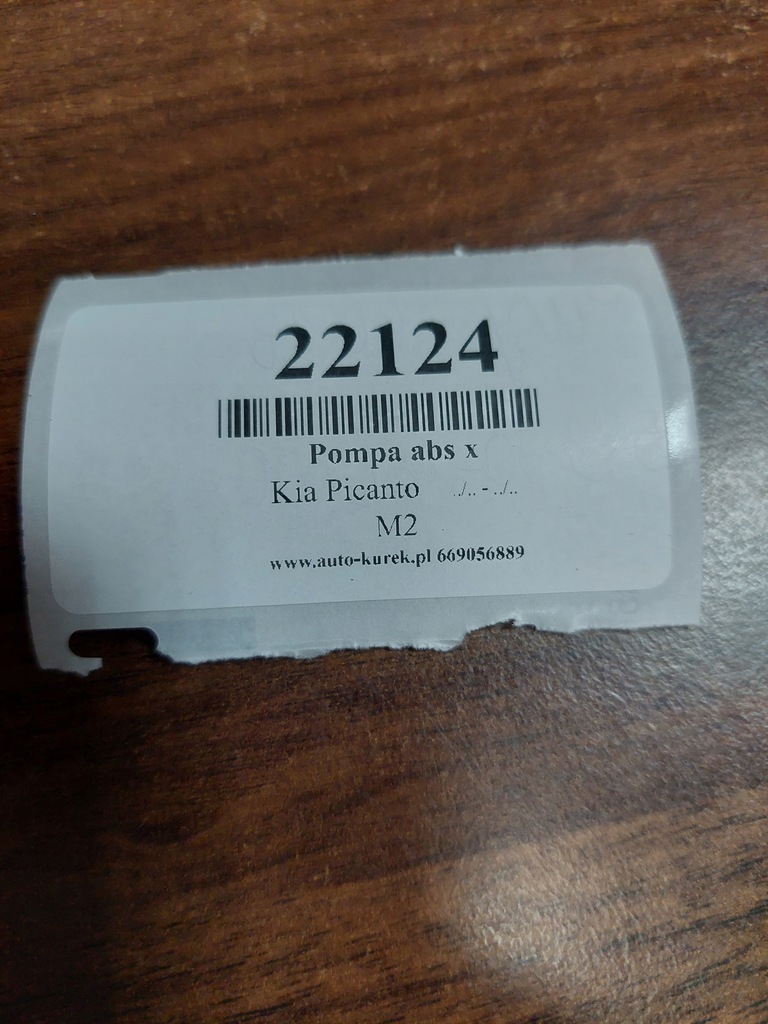 22124
Pompa abs x
Kia Picanto ../.. - ../..
M2
www.auto-kurek.pl 669056889